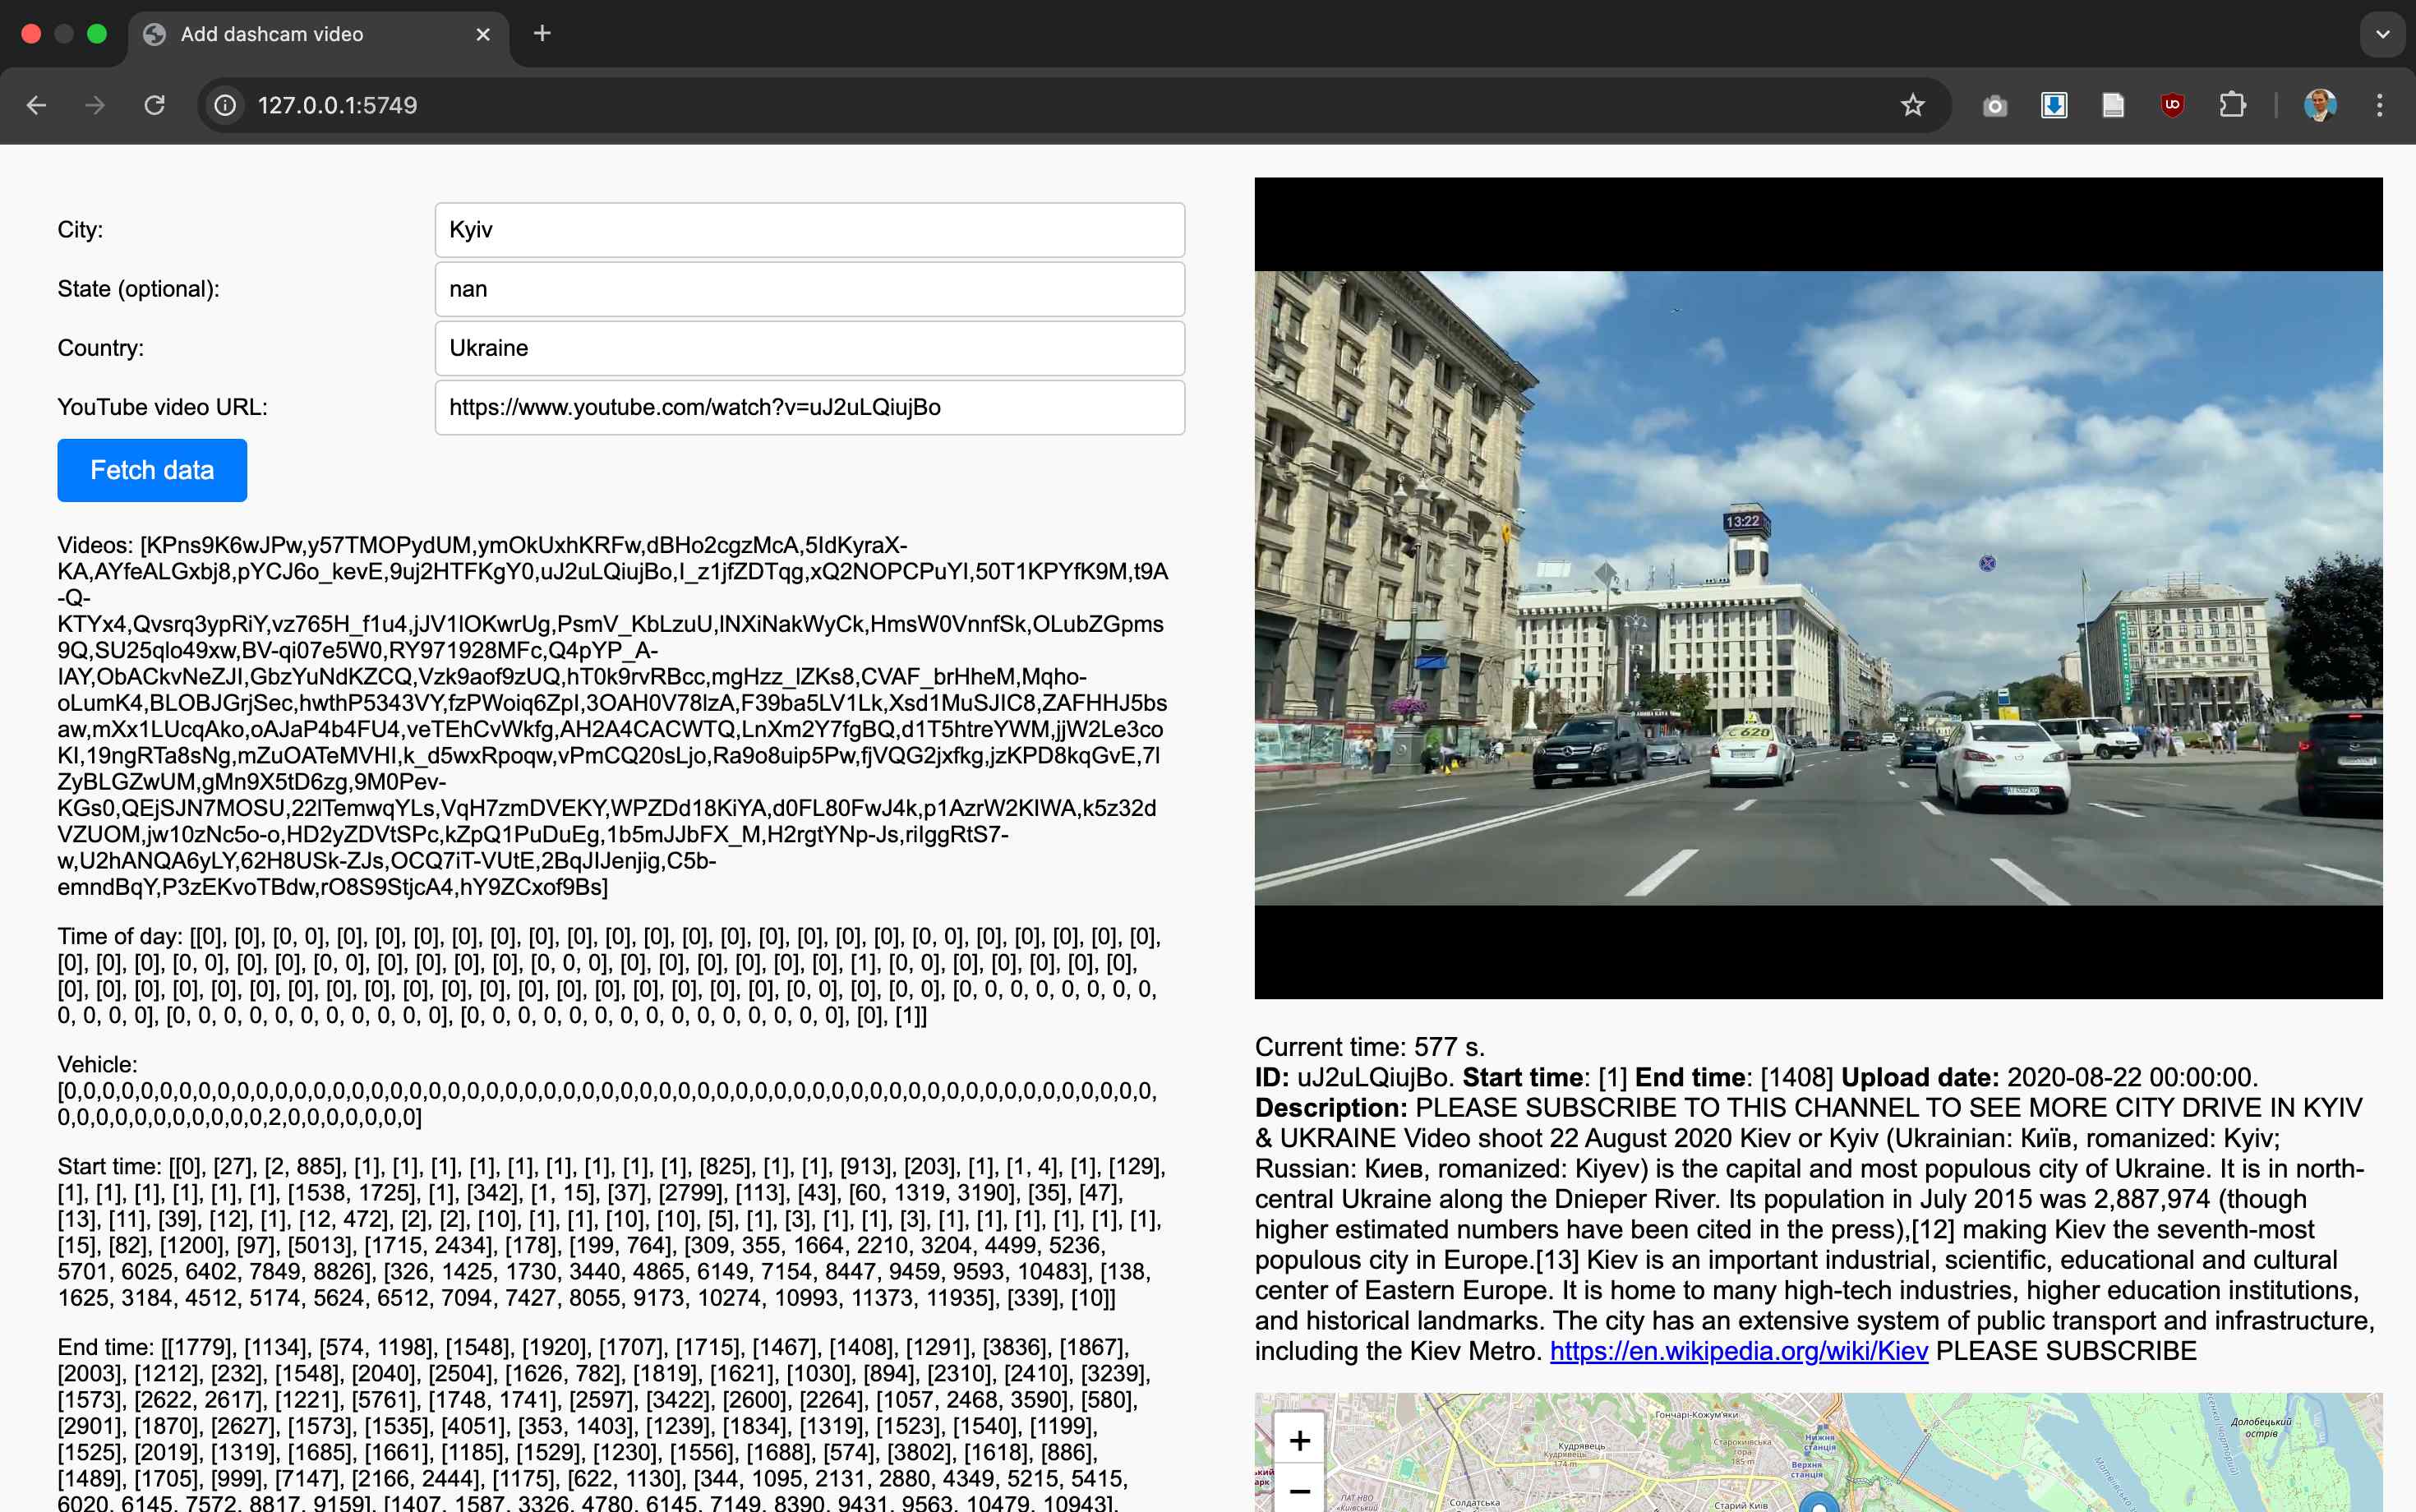 Add dashcam video
127.0.0.1:5749
City:
Kyiv
State (optional):
nan
Country:
Ukraine
YouTube video URL:
https://www.youtube.com/watch?v=uJ2uLQiujBo
Fetch data
Videos: [KPns9K6wJPw,y57TMOPydUM,ymOkUxhKRFw,dBHo2cgzMcA,5IdKyraX-
KA,AYfeALGxbj8,pYCJ6o_kevE,9uj2HTFKgY0,uJ2uLQiujBo,I_z1jfZDTqg,xQ2NOPCPuYI,50T1KPYfK9M,t9A
-Q-
KTYx4,Qvsrq3ypRiY,vz765H_f1u4,jJV1lOKwrUg,PsmV_KbLzuU,lNXiNakWyCk,HmsW0VnnfSk,OLubZGpms
9Q,SU25qlo49xw,BV-qi07e5W0,RY971928MFc,Q4pYP_A-
IAY,ObACkvNeZJI,GbzYuNdKZCQ,Vzk9aof9zUQ,hT0k9rvRBcc,mgHzz_IZKs8,CVAF_brHheM,Mqho-
oLumK4,BLOBJGrjSec,hwthP5343VY,fzPWoiq6ZpI,3OAH0V78IzA,F39ba5LV1Lk,Xsd1MuSJIC8,ZAFHHJ5bs
aw,mXx1LUcqAko,oAJaP4b4FU4,veTEhCvWkfg,AH2A4CACWTQ,LnXm2Y7fgBQ,d1T5htreYWM,jjW2Le3co
KI,19ngRTa8sNg,mZuOATeMVHI,k_d5wxRpoqw,vPmCQ20sLjo,Ra9o8uip5Pw,fjVQG2jxfkg,jzKPD8kqGvE,7l
ZyBLGZwUM,gMn9X5tD6zg,9M0Pev-
KGs0,QEjSJN7MOSU,22lTemwqYLs,VqH7zmDVEKY,WPZDd18KiYA,d0FL80FwJ4k,p1AzrW2KIWA,k5z32d
VZUOM,jw10zNc5o-o,HD2yZDVtSPc,kZpQ1PuDuEg,1b5mJJbFX_M,H2rgtYNp-Js,rilggRtS7-
w,U2hANQA6yLY,62H8USk-ZJs,OCQ7iT-VUtE,2BqJIJenjig,C5b-
emndBqY,P3zEKvoTBdw,rO8S9StjcA4,hY9ZCxof9Bs]
Time of day: [[0], [0], [0, 0], [0], [0], [0], [0], [0], [0], [0], [0], [0], [0], [0], [0], [0], [0], [0], [0, 0], [0], [0], [0], [0], [0],
[0], [0], [0], [0, 0], [0], [0], [0, 0], [0], [0], [0], [0], [0, 0, 0], [0], [0], [0], [0], [0], [0], [1], [0, 0], [0], [0], [0], [0], [0],
[0], [0], [0], [0], [0], [0], [0], [0], [0], [0], [0], [0], [0], [0], [0], [0], [0], [0], [0], [0, 0], [0], [0, 0], [0, 0, 0, 0, 0, 0, 0, 0,
0, 0, 0, 0], [0, 0, 0, 0, 0, 0, 0, 0, 0, 0, 0], [0, 0, 0, 0, 0, 0, 0, 0, 0, 0, 0, 0, 0, 0, 0], [0], [1]]
Vehicle:
[0,0,0,0,0,0,0,0,0,0,0,0,0,0,0,0,0,0,0,0,0,0,0,0,0,0,0,0,0,0,0,0,0,0,0,0,0,0,0,0,0,0,0,0,0,0,0,0,0,0,0,0,0,0,0,0,0,
0,0,0,0,0,0,0,0,0,0,0,2,0,0,0,0,0,0,0]
Start time: [[0], [27], [2, 885], [1], [1], [1], [1], [1], [1], [1], [1], [1], [825], [1], [1], [913], [203], [1], [1, 4], [1], [129],
[1], [1], [1], [1], [1], [1], [1538, 1725], [1], [342], [1, 15], [37], [2799], [113], [43], [60, 1319, 3190], [35], [47],
[13], [11], [39], [12], [1], [12, 472], [2], [2], [10], [1], [1], [10], [10], [5], [1], [3], [1], [1], [3], [1], [1], [1], [1], [1], [1],
[15], [82], [1200], [97], [5013], [1715, 2434], [178], [199, 764], [309, 355, 1664, 2210, 3204, 4499, 5236,
5701, 6025, 6402, 7849, 8826], [326, 1425, 1730, 3440, 4865, 6149, 7154, 8447, 9459, 9593, 10483], [138,
1625, 3184, 4512, 5174, 5624, 6512, 7094, 7427, 8055, 9173, 10274, 10993, 11373, 11935], [339], [10]]
End time: [[1779], [1134], [574, 1198], [1548], [1920], [1707], [1715], [1467], [1408], [1291], [3836], [1867],
[2003], [1212], [232], [1548], [2040], [2504], [1626, 782], [1819], [1621], [1030], [894], [2310], [2410], [3239],
[1573], [2622, 2617], [1221], [5761], [1748, 1741], [2597], [3422], [2600], [2264], [1057, 2468, 3590], [580],
[2901], [1870], [2627], [1573], [1535], [4051], [353, 1403], [1239], [1834], [1319], [1523], [1540], [1199],
[1525], [2019], [1319], [1685], [1661], [1185], [1529], [1230], [1556], [1688], [574], [3802], [1618], [886],
[1489], [1705], [999], [7147], [2166, 2444], [1175], [622, 1130], [344, 1095, 2131, 2880, 4349, 5215, 5415,
6020, 6145, 7572, 8817, 9159], [1407, 1587, 3326, 4780, 6145, 7149, 8390, 9431, 9563, 10479, 10943],
13:22
620
Current time: 577 s.
ID: uJ2uLQiujBo. Start time: [1] End time: [1408] Upload date: 2020-08-22 00:00:00.
Description: PLEASE SUBSCRIBE TO THIS CHANNEL TO SEE MORE CITY DRIVE IN KYIV
& UKRAINE Video shoot 22 August 2020 Kiev or Kyiv (Ukrainian: Київ, romanized: Kyiv;
Russian: Киев, romanized: Kiyev) is the capital and most populous city of Ukraine. It is in north-
central Ukraine along the Dnieper River. Its population in July 2015 was 2,887,974 (though
higher estimated numbers have been cited in the press),[12] making Kiev the seventh-most
populous city in Europe.[13] Kiev is an important industrial, scientific, educational and cultural
center of Eastern Europe. It is home to many high-tech industries, higher education institutions,
and historical landmarks. The city has an extensive system of public transport and infrastructure,
including the Kiev Metro. https://en.wikipedia.org/wiki/Kiev PLEASE SUBSCRIBE
+
−
Гончарі-Кожум'яки
Кудрявець
Кудрявець
174 m
Старокиївська
гора
185 m
Нижня
станція
Верхня
станція
Долобецький
острів
Солдатська
Старий Київ